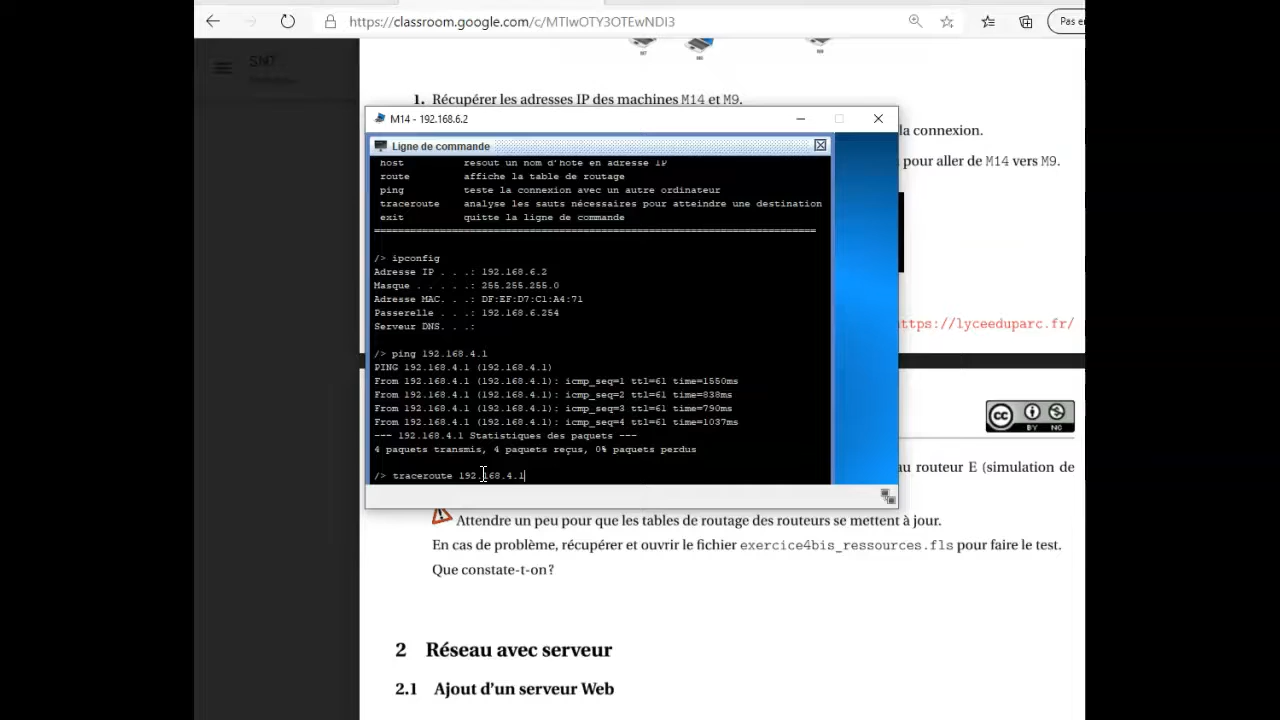 https://classroom.google.com/c/MTIwOTY3OTEwNDI3
Pas en
SNT
1. Récupérer les adresses IP des machines M14 et M9.
la connexion.
pour aller de M14 vers M9.
M14 - 192.168.6.2
Ligne de commande
host résout un nom d'hôte en adresse IP
route affiche la table de routage
ping teste la connexion avec un autre ordinateur
traceroute analyse les sauts nécessaires pour atteindre une destination
exit quitte la ligne de commande
/> ipconfig
Adresse IP . . .: 192.168.6.2
Masque . . . . .: 255.255.255.0
Adresse MAC. . .: DF:EF:D7:C1:A4:71
Passerelle . . .: 192.168.6.254
Serveur DNS. . .:
/> ping 192.168.4.1
PING 192.168.4.1 (192.168.4.1)
From 192.168.4.1 (192.168.4.1): icmp_seq=1 ttl=61 time=1550ms
From 192.168.4.1 (192.168.4.1): icmp_seq=2 ttl=61 time=838ms
From 192.168.4.1 (192.168.4.1): icmp_seq=3 ttl=61 time=790ms
From 192.168.4.1 (192.168.4.1): icmp_seq=4 ttl=61 time=1037ms
--- 192.168.4.1 Statistiques des paquets ---
4 paquets transmis, 4 paquets reçus, 0% paquets perdus
/> traceroute 192.168.4.1
https://lyceeduparc.fr/
CC BY NC
au routeur E (simulation de
Attendre un peu pour que les tables de routage des routeurs se mettent à jour.
En cas de problème, récupérer et ouvrir le fichier exercice4bis_ressources.fls pour faire le test.
Que constate-t-on ?
2 Réseau avec serveur
2.1 Ajout d'un serveur Web